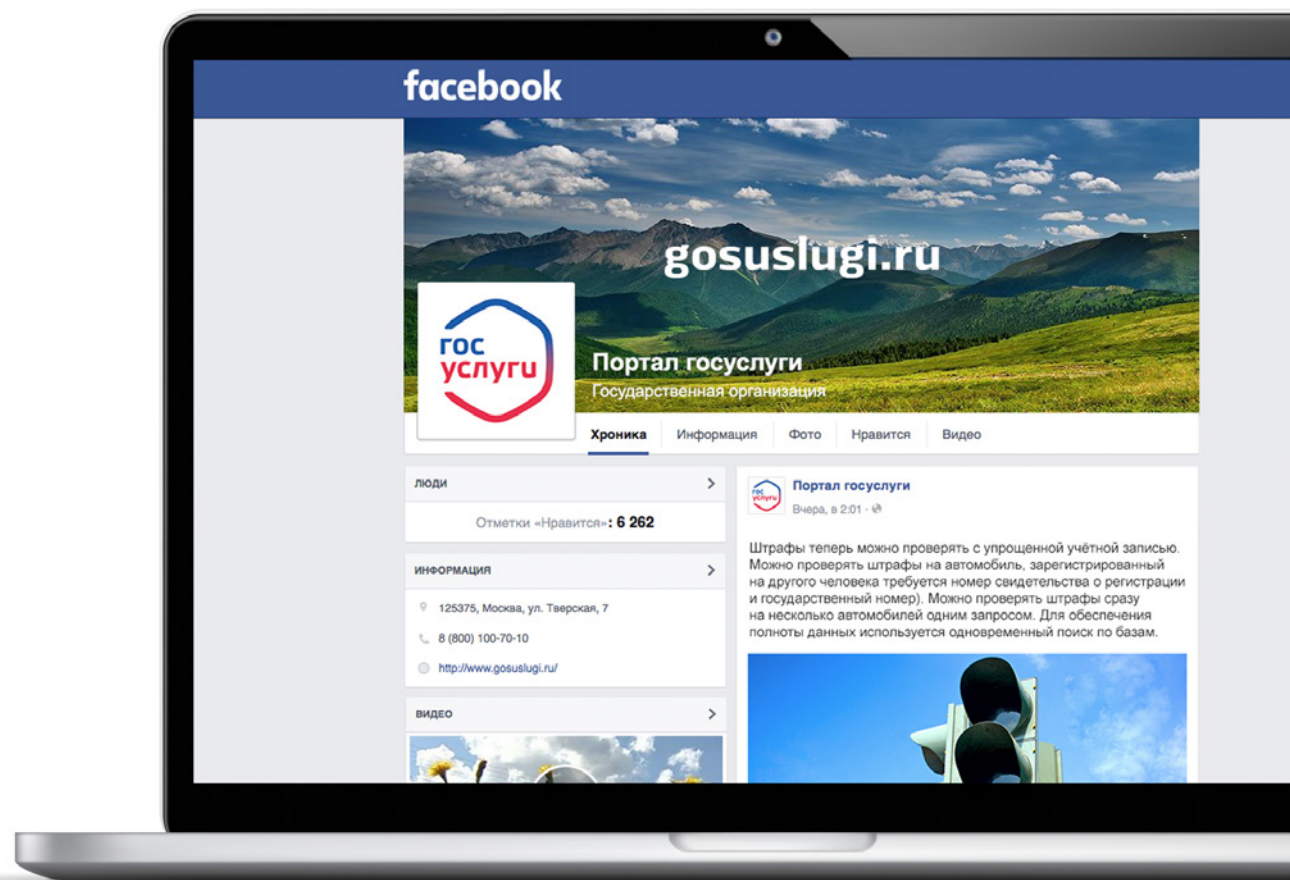 facebook
gosuslugi.ru
гос
услуги
Портал госуслуги
Государственная организация
Хроника Информация Фото Нравится Видео
ЛЮДИ
Отметки «Нравится»: 6 262
ИНФОРМАЦИЯ
125375, Москва, ул. Тверская, 7
8 (800) 100-70-10
http://www.gosuslugi.ru/
ВИДЕО
гос
услуги
Портал госуслуги
Вчера, в 2:01 ·
Штрафы теперь можно проверять с упрощенной учётной записью.
Можно проверять штрафы на автомобиль, зарегистрированный
на другого человека требуется номер свидетельства о регистрации
и государственный номер). Можно проверять штрафы сразу
на несколько автомобилей одним запросом. Для обеспечения
полноты данных используется одновременный поиск по базам.